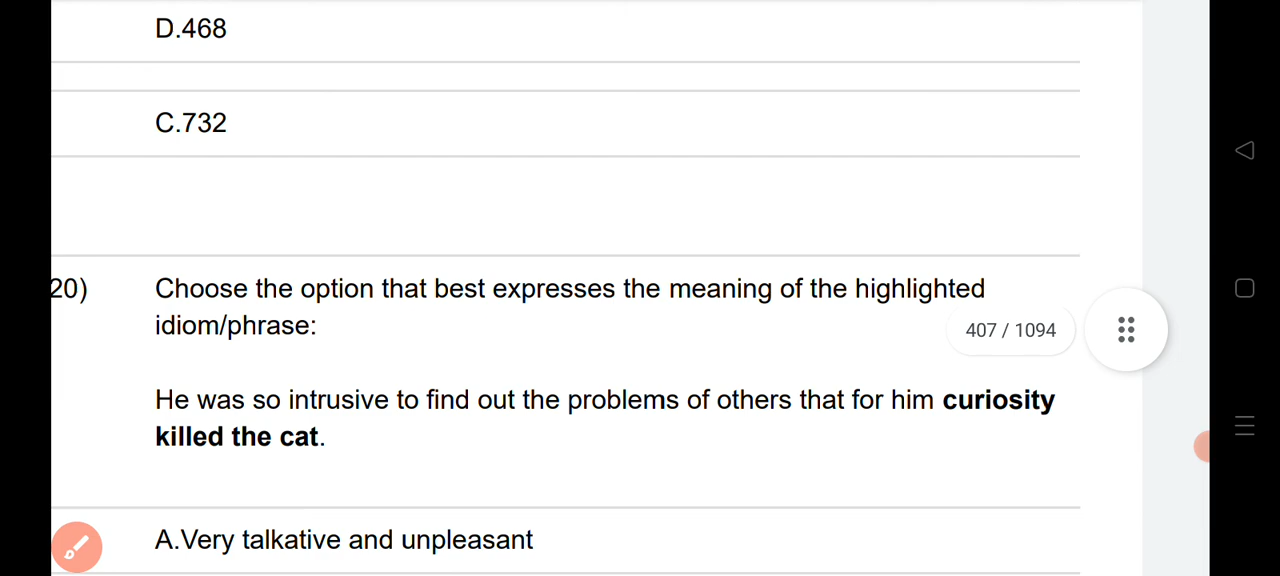 D.468
C.732
20) Choose the option that best expresses the meaning of the highlighted
idiom/phrase:
407 / 1094
He was so intrusive to find out the problems of others that for him curiosity
killed the cat.
A.Very talkative and unpleasant